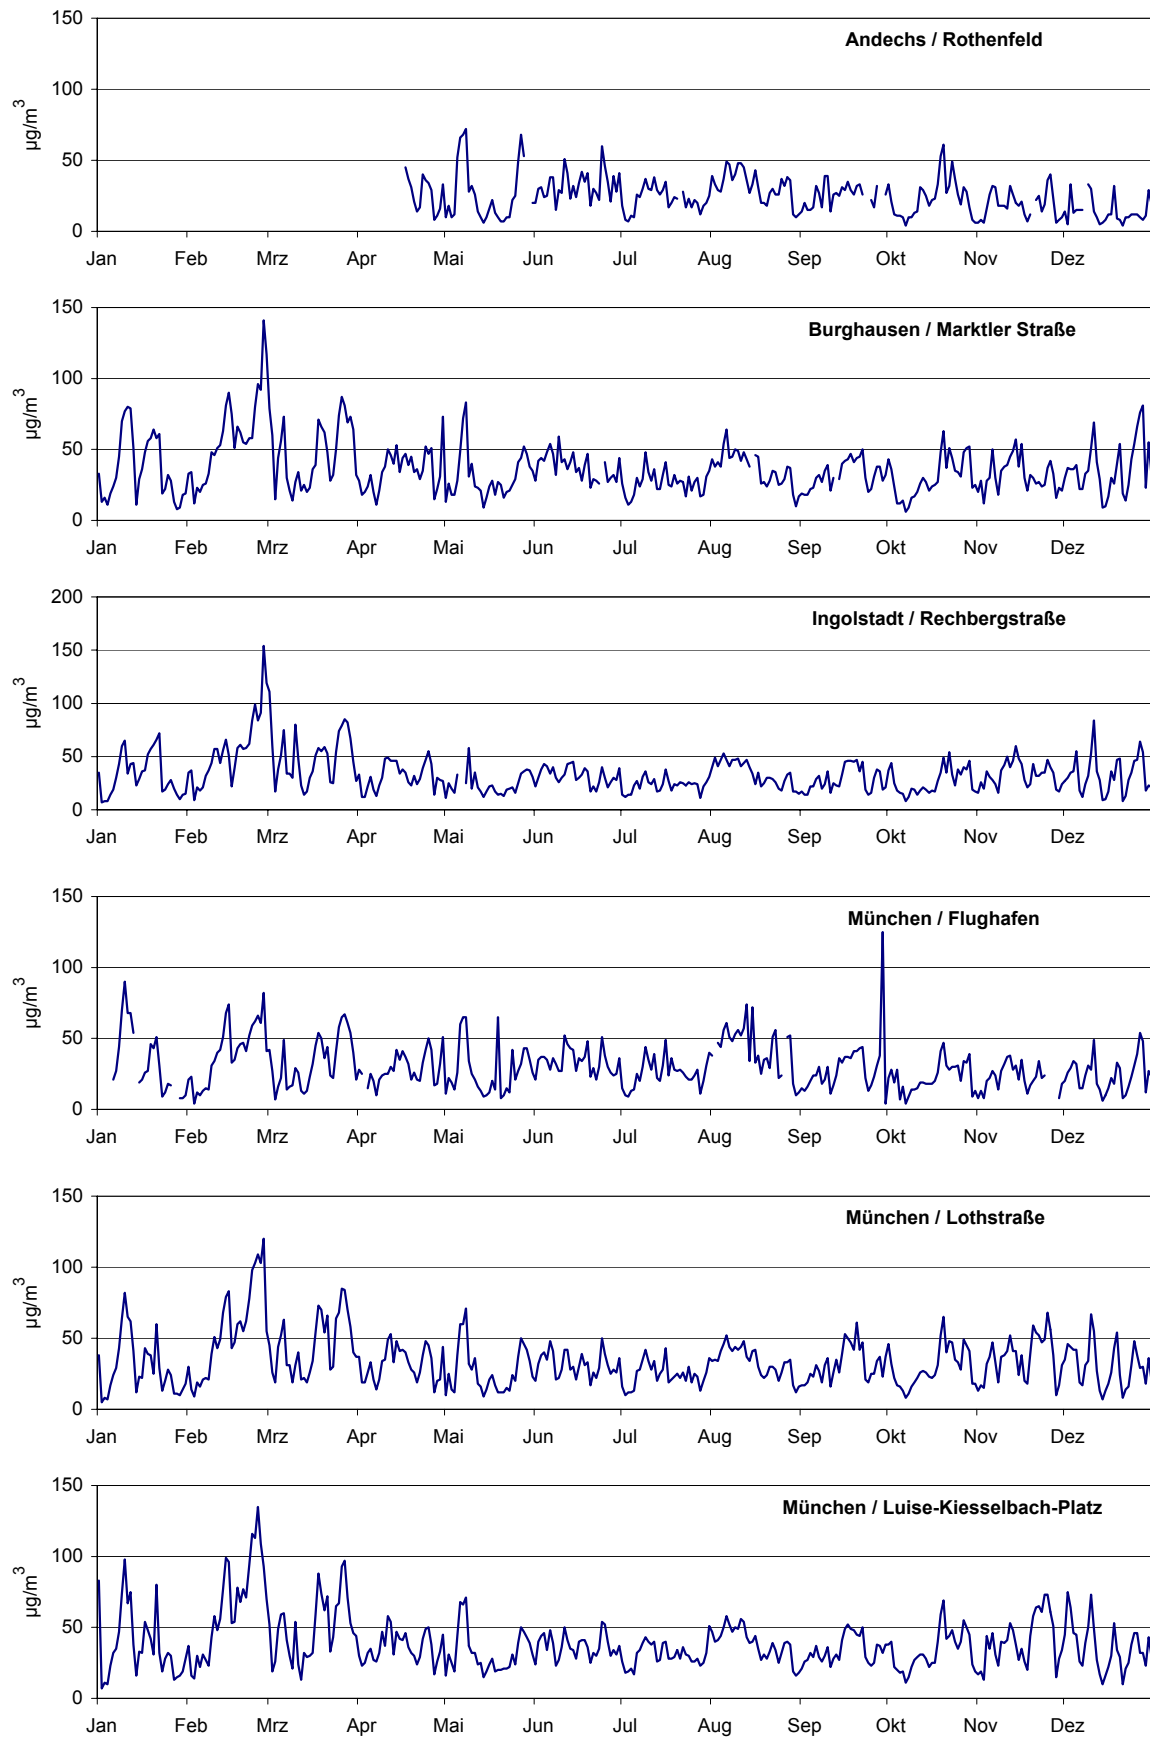 150
Andechs / Rothenfeld
100
µg/m³
50
0
Jan Feb Mrz Apr Mai Jun Jul Aug Sep Okt Nov Dez
150
Burghausen / Marktler Straße
100
µg/m³
50
0
Jan Feb Mrz Apr Mai Jun Jul Aug Sep Okt Nov Dez
200
Ingolstadt / Rechbergstraße
150
100
µg/m³
50
0
Jan Feb Mrz Apr Mai Jun Jul Aug Sep Okt Nov Dez
150
München / Flughafen
100
µg/m³
50
0
Jan Feb Mrz Apr Mai Jun Jul Aug Sep Okt Nov Dez
150
München / Lothstraße
100
µg/m³
50
0
Jan Feb Mrz Apr Mai Jun Jul Aug Sep Okt Nov Dez
150
München / Luise-Kiesselbach-Platz
100
µg/m³
50
0
Jan Feb Mrz Apr Mai Jun Jul Aug Sep Okt Nov Dez